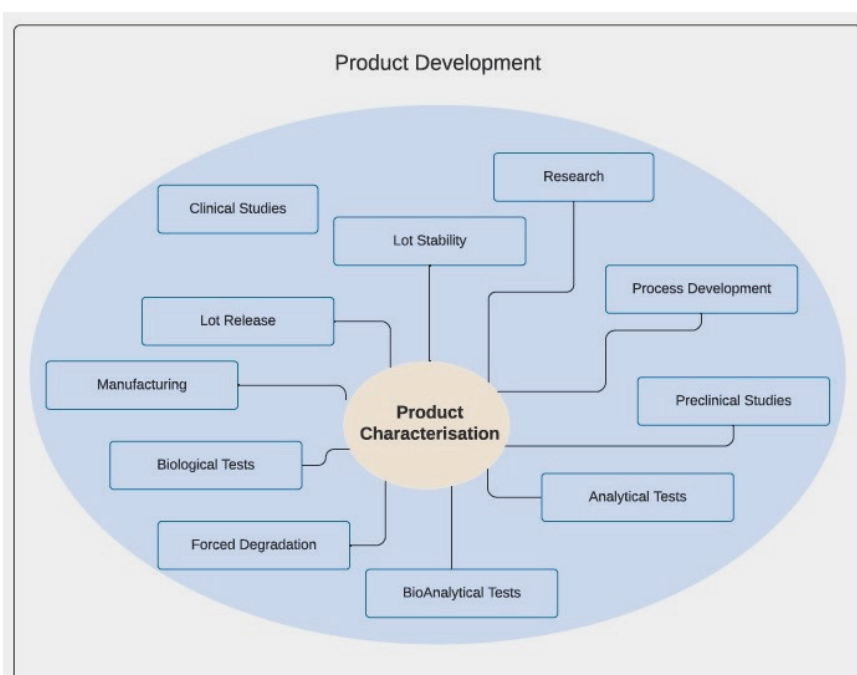 Product Development
Research
Clinical Studies
Lot Stability
Process Development
Lot Release
Manufacturing
Preclinical Studies
Product
Characterisation
Biological Tests
Analytical Tests
Forced Degradation
BioAnalytical Tests